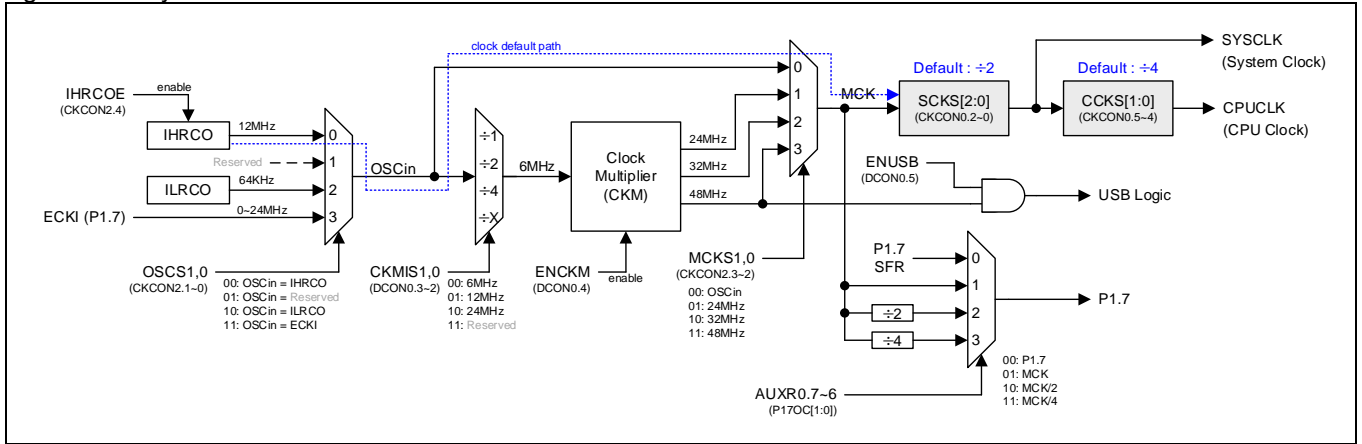 clock default path
SYSCLK
(System Clock)
IHRCOE
(CKCON2.4)
enable
0
1
2
3
MCK
Default : ÷2
SCKS[2:0]
(CKCON0.2~0)
Default : ÷4
CCKS[1:0]
(CKCON0.5~4)
CPUCLK
(CPU Clock)
IHRCO
12MHz
Reserved
ILRCO
64KHz
ECKI (P1.7)
0~24MHz
0
1
2
3
OSCin
÷1
÷2
÷4
÷X
6MHz
Clock
Multiplier
(CKM)
24MHz
32MHz
48MHz
ENUSB
(DCON0.5)
USB Logic
OSCS1,0
(CKCON2.1~0)
00: OSCin = IHRCO
01: OSCin = Reserved
10: OSCin = ILRCO
11: OSCin = ECKI
CKMIS1,0
(DCON0.3~2)
00: 6MHz
01: 12MHz
10: 24MHz
11: Reserved
ENCKM
(DCON0.4)
enable
MCKS1,0
(CKCON2.3~2)
00: OSCin
01: 24MHz
10: 32MHz
11: 48MHz
P1.7
SFR
÷2
÷4
0
1
2
3
P1.7
00: P1.7
01: MCK
10: MCK/2
11: MCK/4
AUXR0.7~6
(P17OC[1:0])